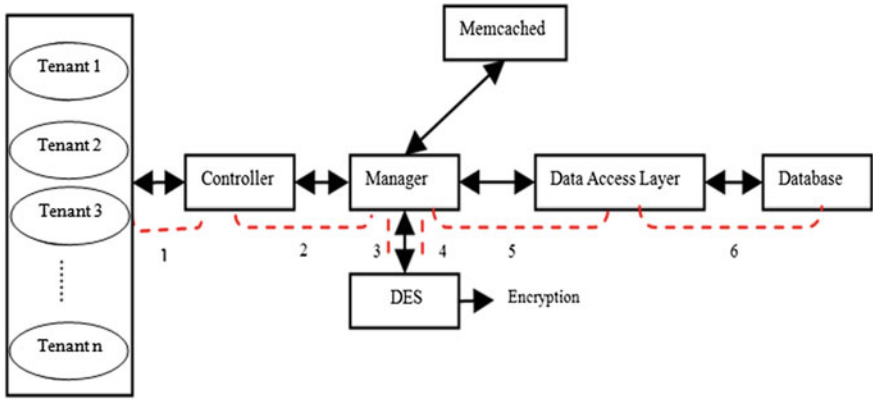 Memcached
Tenant 1
Tenant 2
Tenant 3
Tenant n
Controller
Manager
Data Access Layer
Database
1
2
3
4
5
6
DES
Encryption